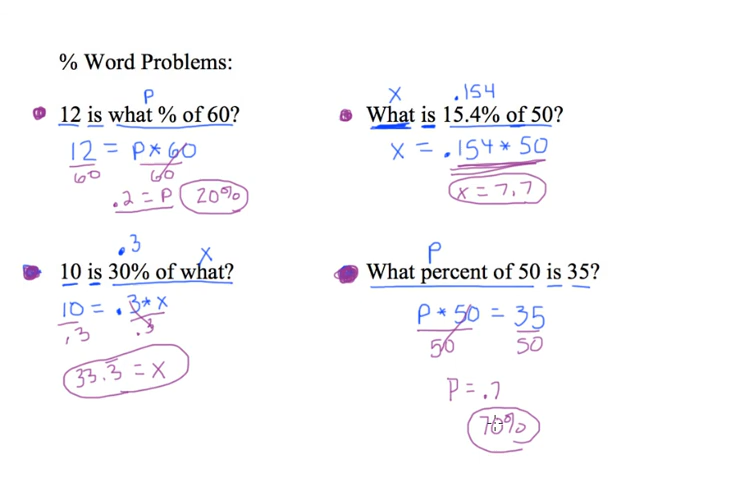 % Word Problems:
P
12 is what % of 60?
12 = P * 60
60 60
.2 = P 20%
X .154
What is 15.4% of 50?
x = .154 * 50
x = 7.7
.3 X
10 is 30% of what?
10 = .3 * x
.3 .3
33.3̅ = x
P
What percent of 50 is 35?
P * 50 = 35
50 50
P = .7
70%